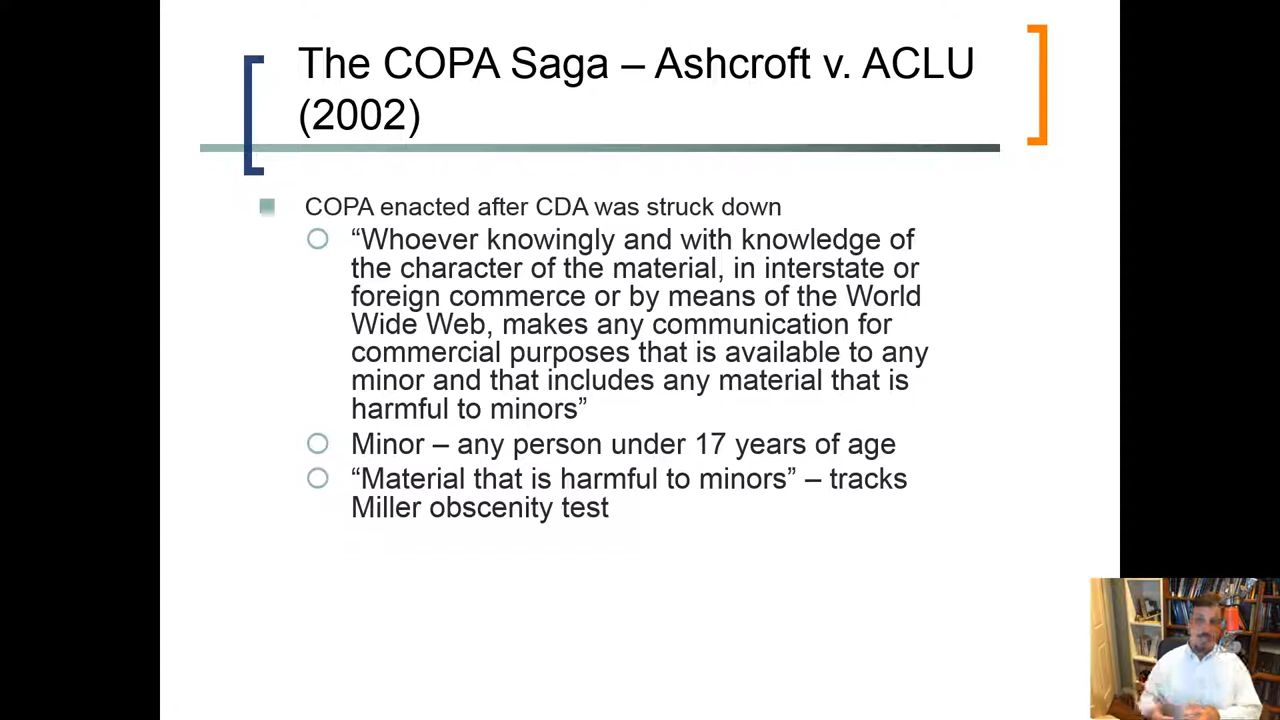 The COPA Saga – Ashcroft v. ACLU
(2002)
COPA enacted after CDA was struck down
“Whoever knowingly and with knowledge of
the character of the material, in interstate or
foreign commerce or by means of the World
Wide Web, makes any communication for
commercial purposes that is available to any
minor and that includes any material that is
harmful to minors”
Minor – any person under 17 years of age
“Material that is harmful to minors” – tracks
Miller obscenity test